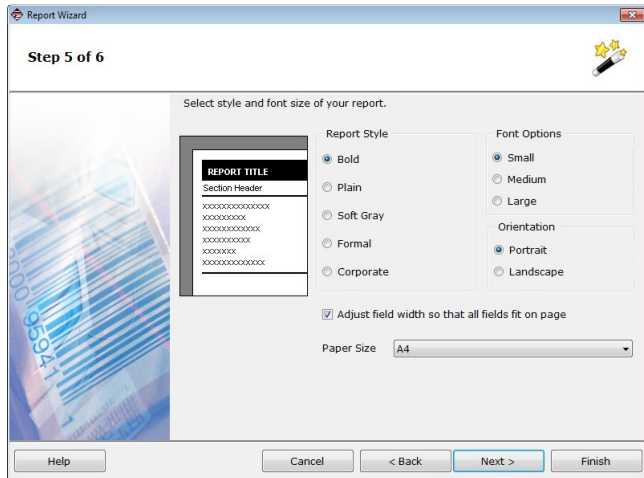 Report Wizard
Step 5 of 6
Select style and font size of your report.
REPORT TITLE
Section Header
XXXXXXXXXXXXXX
XXXXXXXXX
XXXXXXXXXXXX
XXXXXXXXXX
XXXXXXX
XXXXXXXXXXXXX
Report Style
Bold
Plain
Soft Gray
Formal
Corporate
Font Options
Small
Medium
Large
Orientation
Portrait
Landscape
Adjust field width so that all fields fit on page
Paper Size A4
Help Cancel < Back Next > Finish